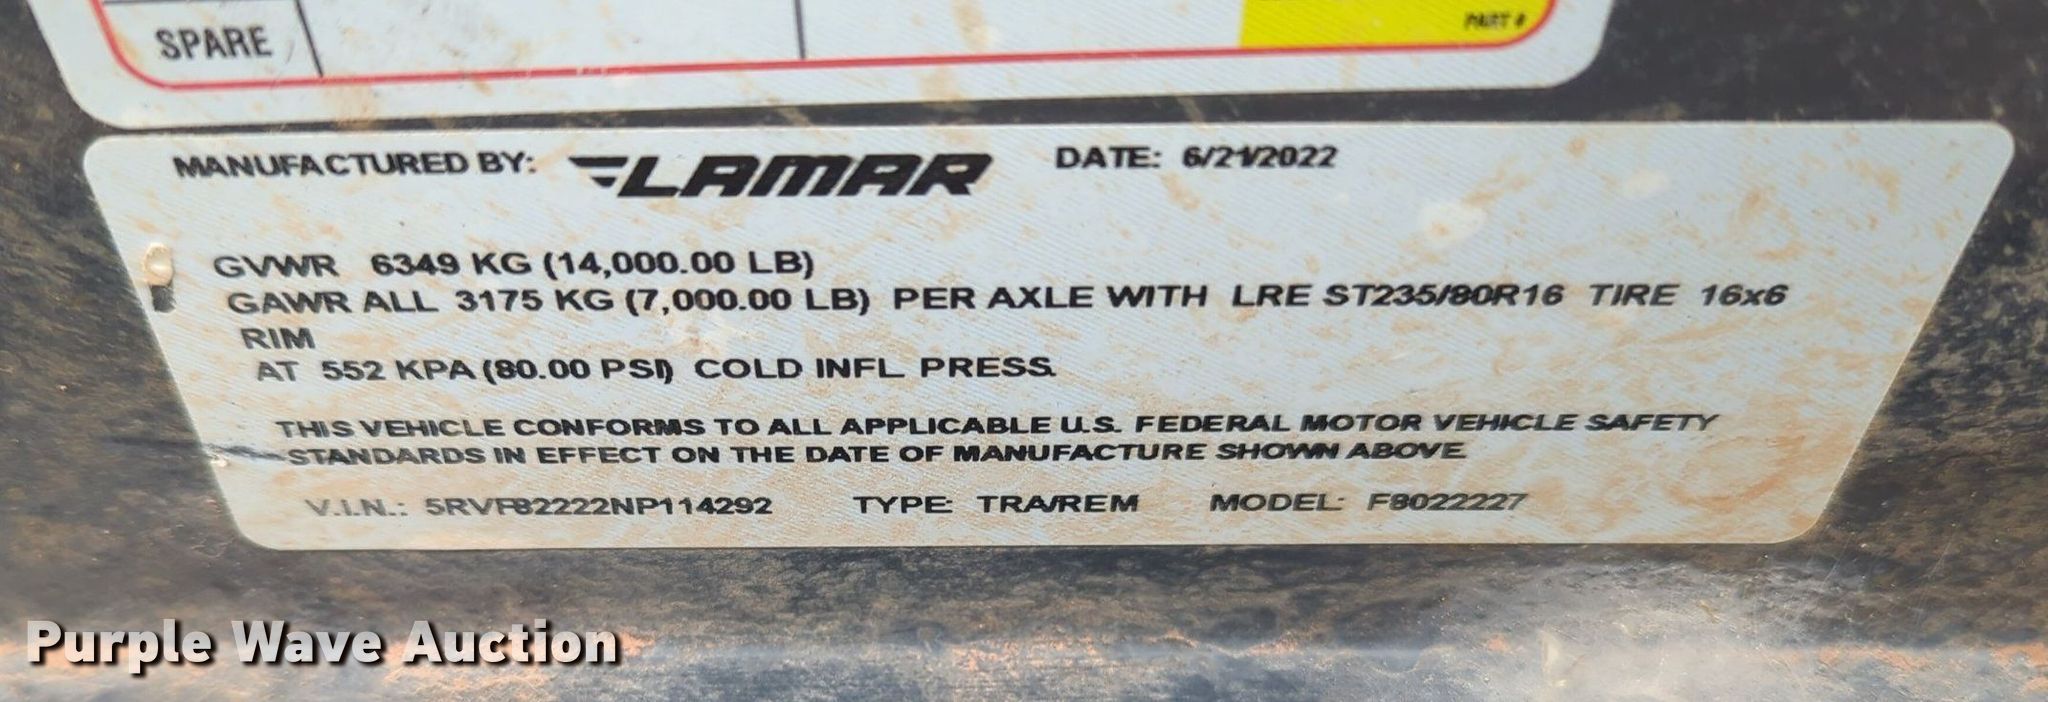 SPARE
PART #
MANUFACTURED BY: LAMAR DATE: 6/21/2022
GVWR 6349 KG (14,000.00 LB)
GAWR ALL 3175 KG (7,000.00 LB) PER AXLE WITH LRE ST235/80R16 TIRE 16x6
RIM
AT 552 KPA (80.00 PSI) COLD INFL PRESS.
THIS VEHICLE CONFORMS TO ALL APPLICABLE U.S. FEDERAL MOTOR VEHICLE SAFETY
STANDARDS IN EFFECT ON THE DATE OF MANUFACTURE SHOWN ABOVE.
V.I.N.: 5RVF82222NP114292 TYPE: TRA/REM MODEL: F8022227
Purple Wave Auction